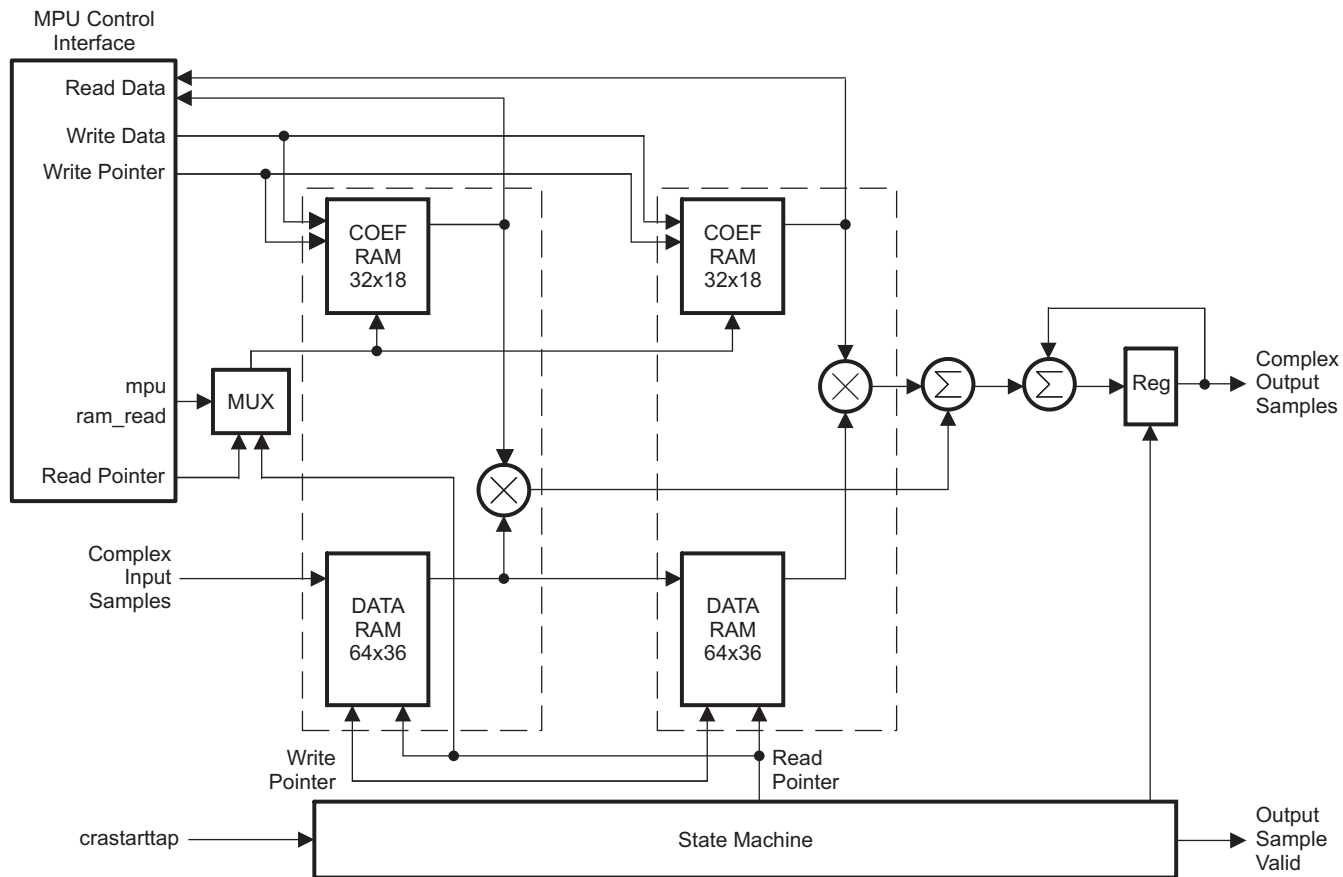 MPU Control
Interface
Read Data
Write Data
Write Pointer
COEF
RAM
32x18
COEF
RAM
32x18
mpu
ram_read
MUX
Read Pointer
Reg
Complex
Output
Samples
Complex
Input
Samples
DATA
RAM
64x36
DATA
RAM
64x36
Write
Pointer
Read
Pointer
crastarttap
State Machine
Output
Sample
Valid